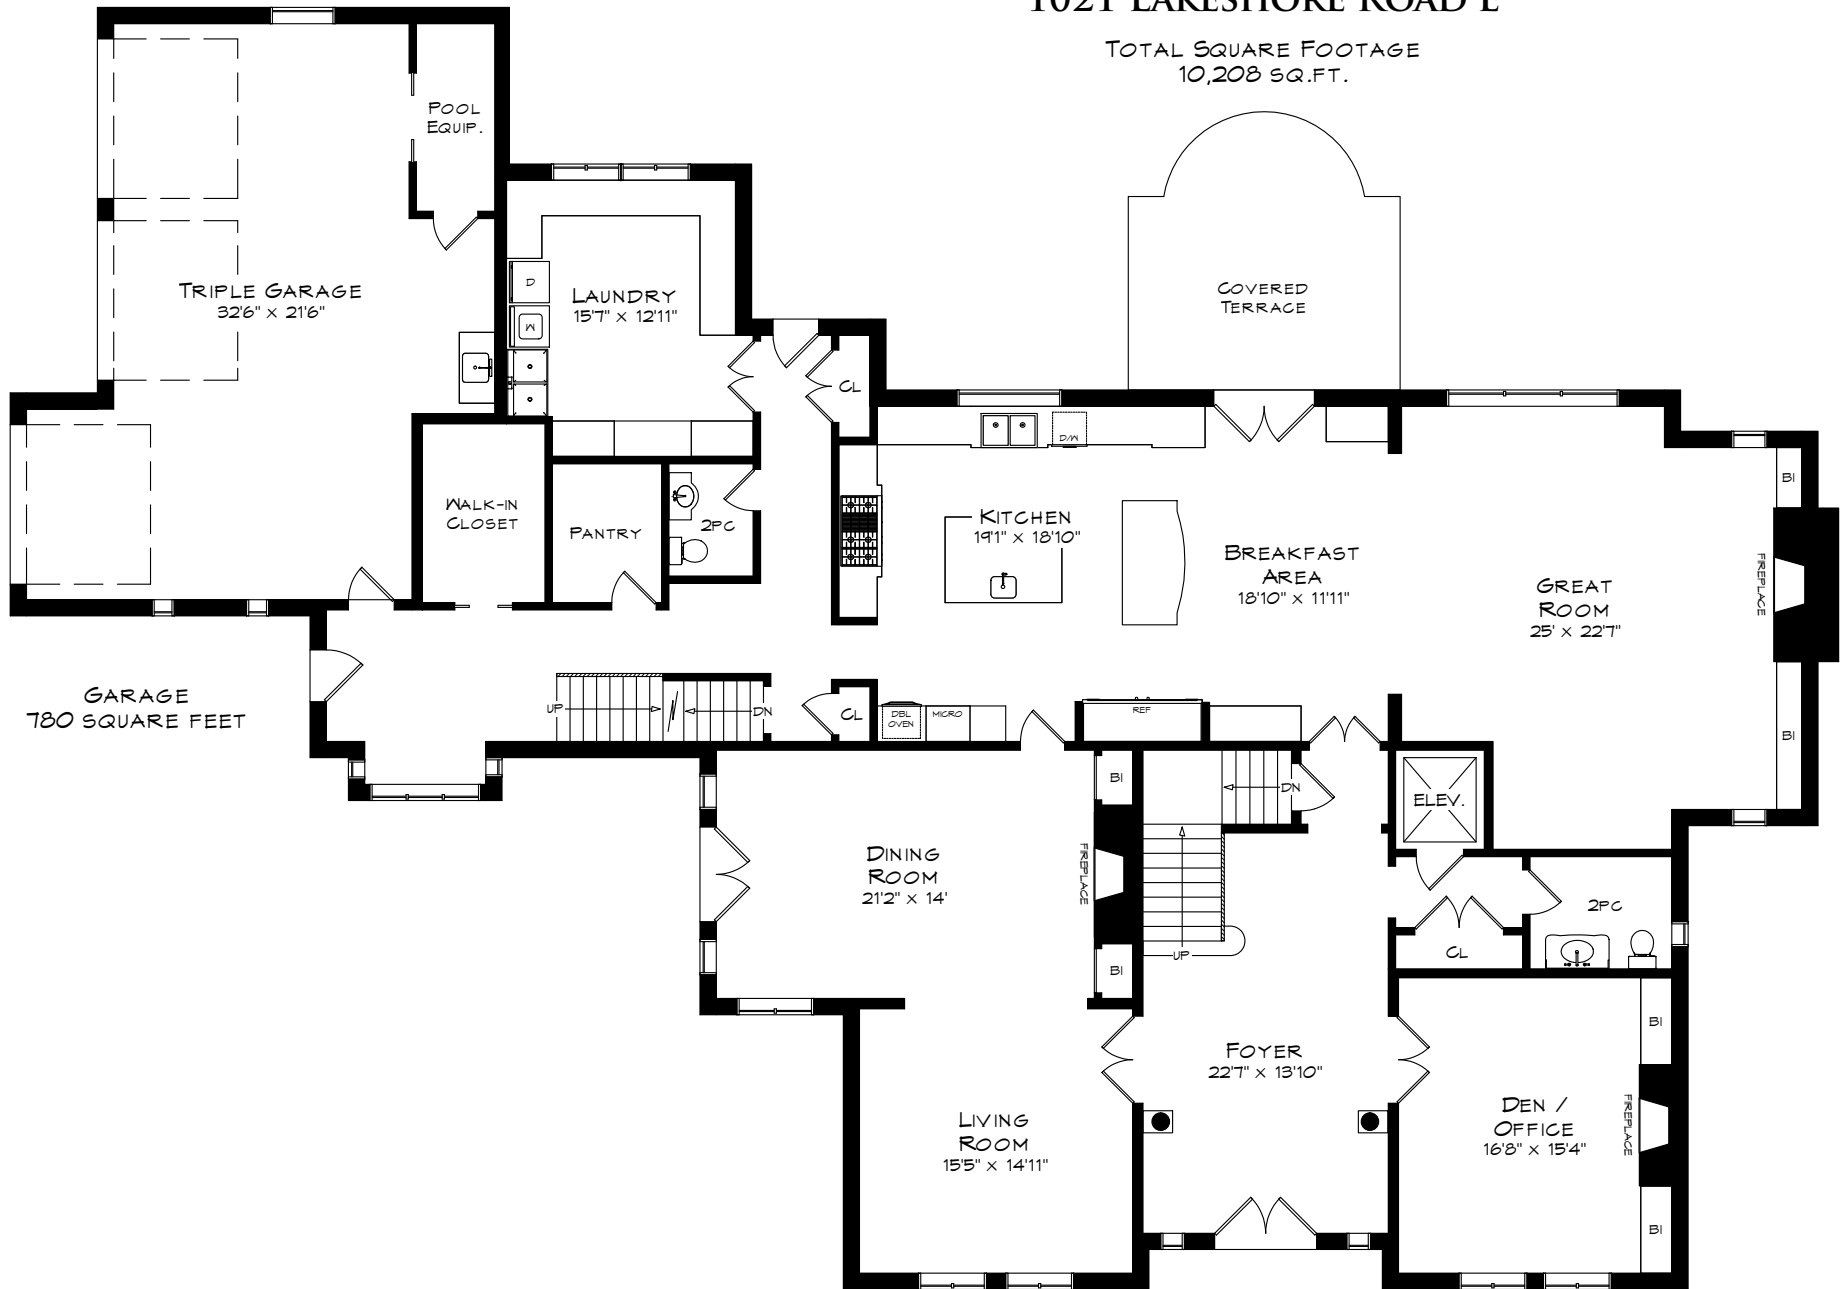 1021 LAKESHORE ROAD E
TOTAL SQUARE FOOTAGE
10,208 SQ.FT.
POOL
EQUIP.
TRIPLE GARAGE
32'6" x 21'6"
D
W
LAUNDRY
15'7" x 12'11"
COVERED
TERRACE
CL
D/W
WALK-IN
CLOSET
PANTRY
2PC
KITCHEN
19'1" x 18'10"
BREAKFAST
AREA
18'10" x 11'11"
GREAT
ROOM
25' x 22'7"
BI
FIREPLACE
BI
GARAGE
780 SQUARE FEET
UP
DN
CL
DBL
OVEN
MICRO
REF
BI
DN
ELEV.
DINING
ROOM
21'2" x 14'
FIREPLACE
BI
UP
2PC
CL
FOYER
22'7" x 13'10"
BI
LIVING
ROOM
15'5" x 14'11"
DEN /
OFFICE
16'8" x 15'4"
FIREPLACE
BI